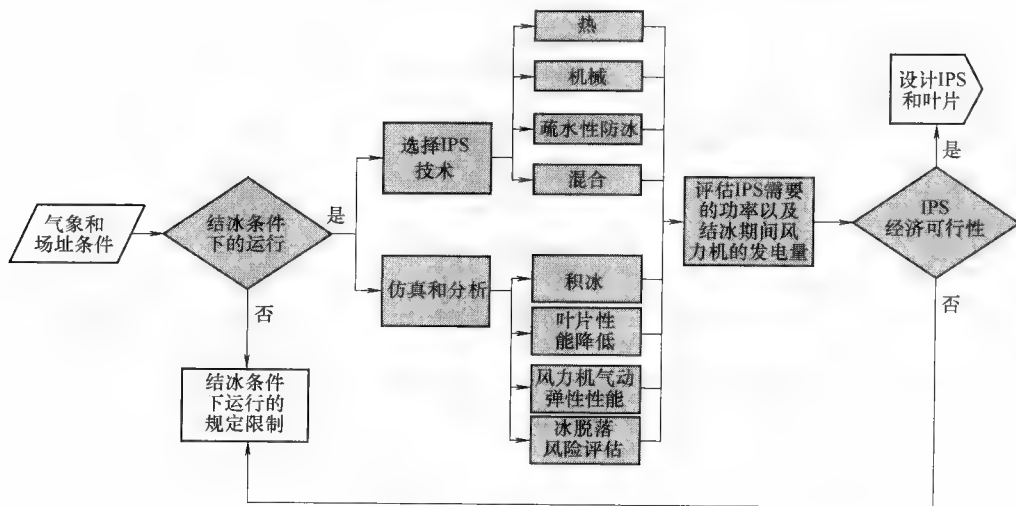 气象和
场址条件
结冰条件
下的运行
是
否
结冰条件
下运行的
规定限制
选择IPS
技术
仿真和分析
热
机械
疏水性防冰
混合
积冰
叶片性
能降低
风力机气动
弹性性能
冰脱落
风险评估
评估IPS需要
的功率以及
结冰期间风
力机的发电量
IPS
经济可行性
是
设计IPS
和叶片
否